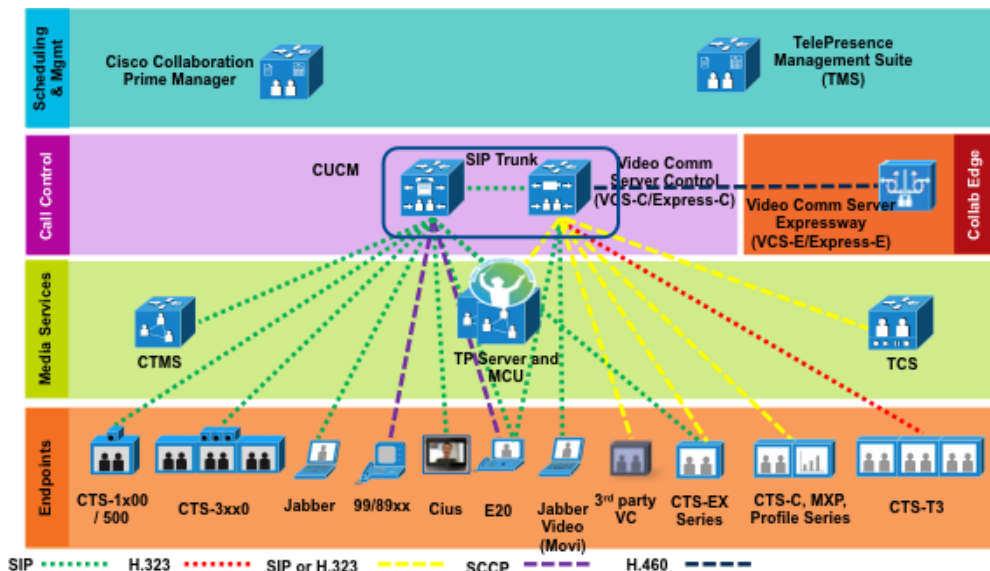 Scheduling
& Mgmt
Cisco Collaboration
Prime Manager
TelePresence
Management Suite
(TMS)
Call Control
CUCM
SIP Trunk
Video Comm
Server Control
(VCS-C/Express-C)
Video Comm Server
Expressway
(VCS-E/Express-E)
Collab Edge
Media Services
CTMS
TP Server and
MCU
TCS
Endpoints
CTS-1x00
/ 500
CTS-3xx0
Jabber
99/89xx
Cius
E20
Jabber
Video
(Movi)
3rd party
VC
CTS-EX
Series
CTS-C, MXP,
Profile Series
CTS-T3
SIP
H.323
SIP or H.323
SCCP
H.460